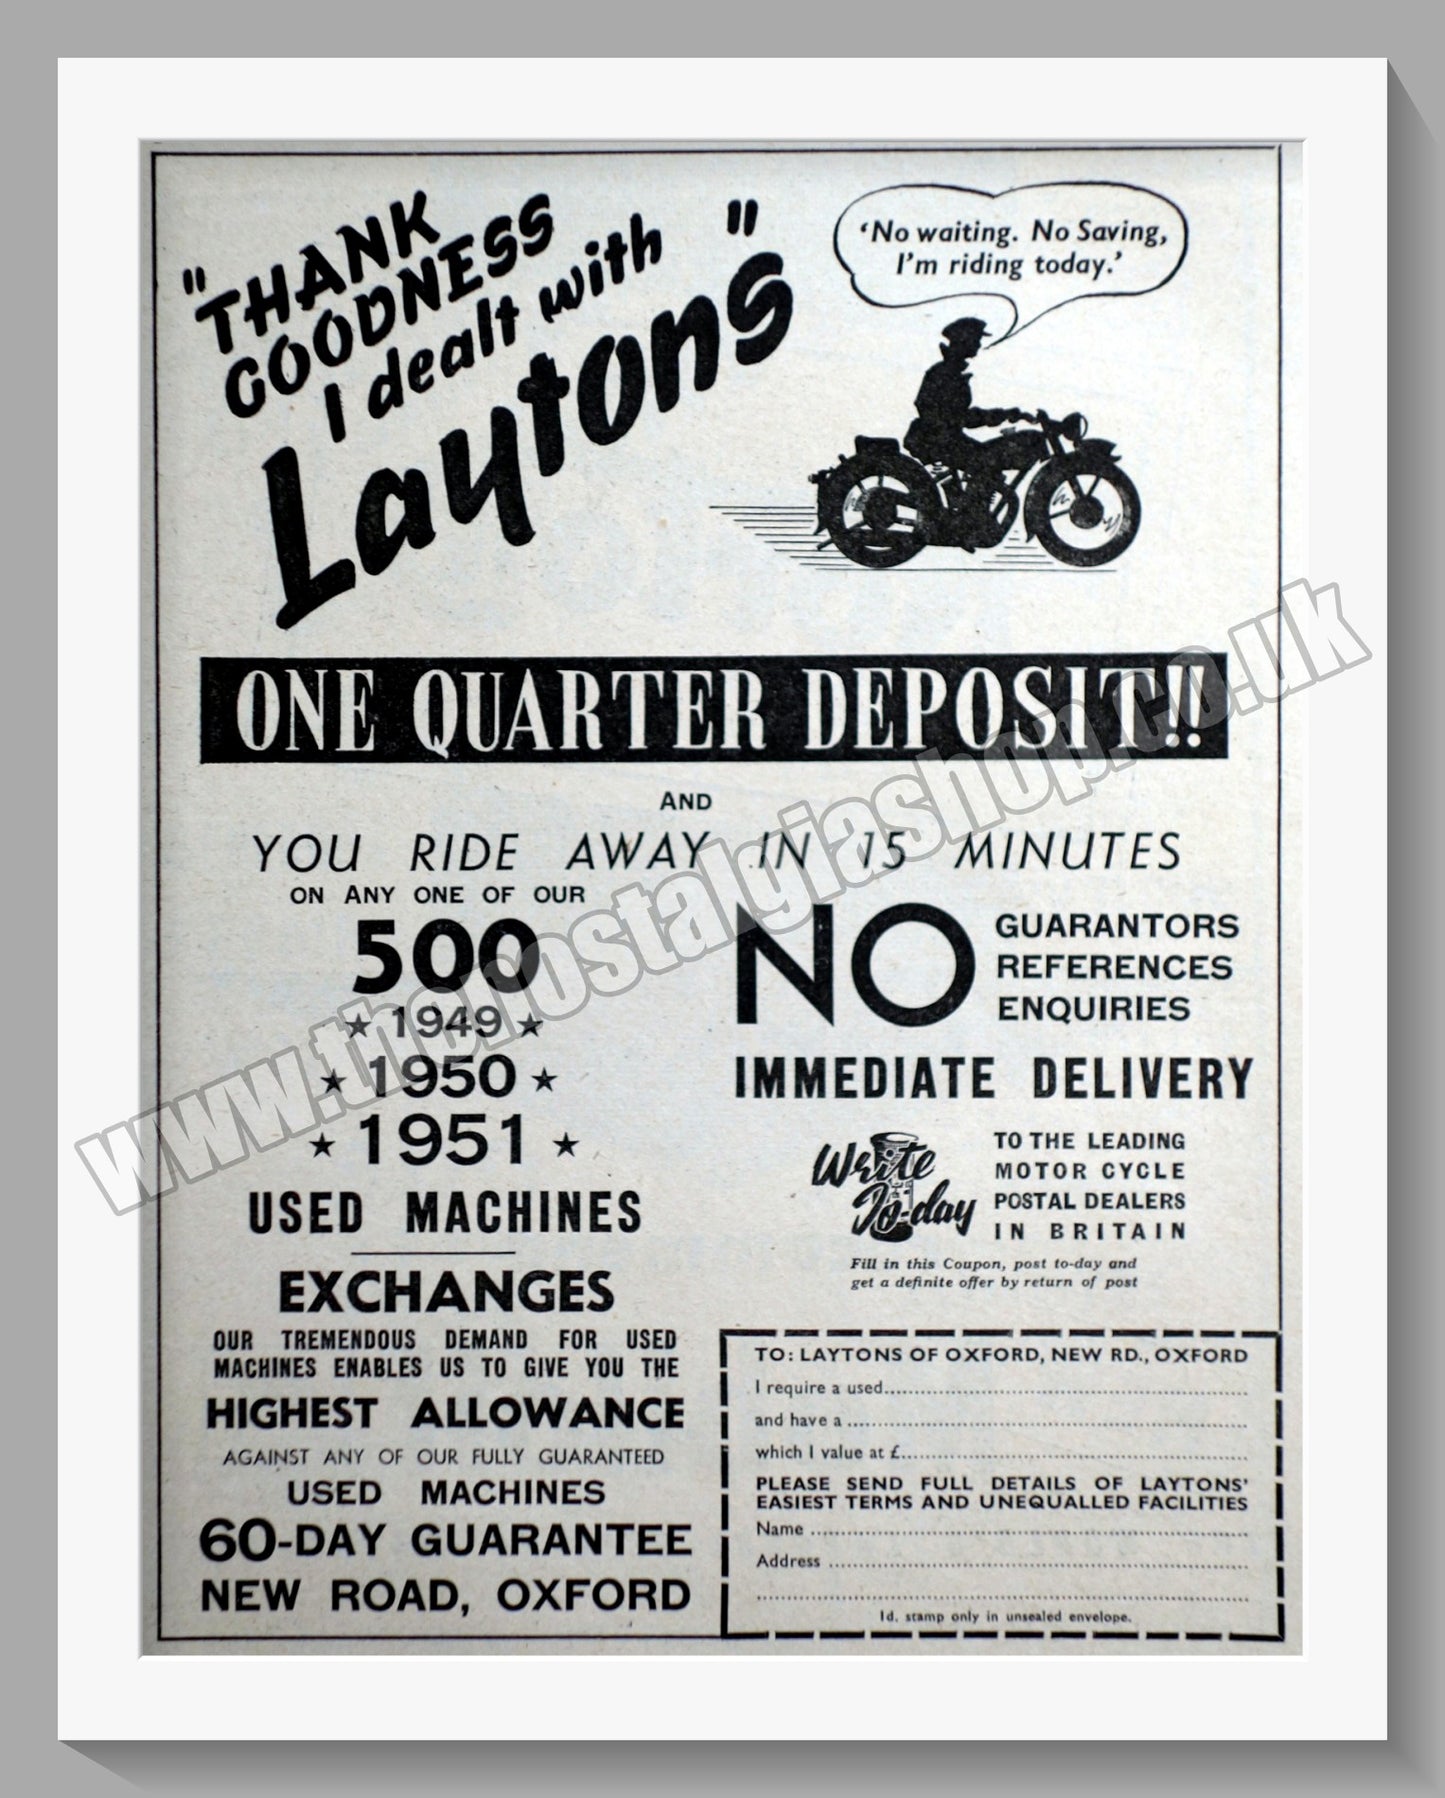 "THANK
GOODNESS
I dealt with
Laytons"
'No waiting. No Saving,
I'm riding today.'
ONE QUARTER DEPOSIT!!
AND
YOU RIDE AWAY IN 15 MINUTES
ON ANY ONE OF OUR
500
★ 1949 ★
★ 1950 ★
★ 1951 ★
USED MACHINES
EXCHANGES
OUR TREMENDOUS DEMAND FOR USED
MACHINES ENABLES US TO GIVE YOU THE
HIGHEST ALLOWANCE
AGAINST ANY OF OUR FULLY GUARANTEED
USED MACHINES
60-DAY GUARANTEE
NEW ROAD, OXFORD
NO
GUARANTORS
REFERENCES
ENQUIRIES
IMMEDIATE DELIVERY
Write
To-day
TO THE LEADING
MOTOR CYCLE
POSTAL DEALERS
IN BRITAIN
Fill in this Coupon, post to-day and
get a definite offer by return of post
TO: LAYTONS OF OXFORD, NEW RD., OXFORD
I require a used
and have a
which I value at £
PLEASE SEND FULL DETAILS OF LAYTONS'
EASIEST TERMS AND UNEQUALLED FACILITIES
Name
Address
1d. stamp only in unsealed envelope.
www.thenostalgiashop.co.uk